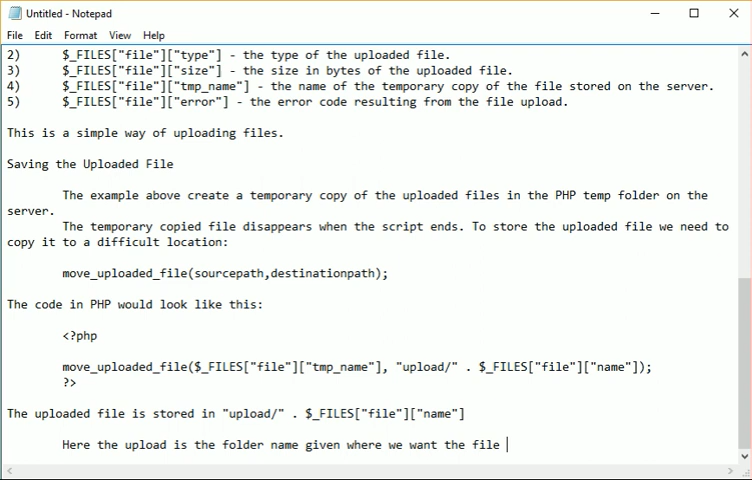 Untitled - Notepad
File Edit Format View Help
2) $_FILES["file"]["type"] - the type of the uploaded file.
3) $_FILES["file"]["size"] - the size in bytes of the uploaded file.
4) $_FILES["file"]["tmp_name"] - the name of the temporary copy of the file stored on the server.
5) $_FILES["file"]["error"] - the error code resulting from the file upload.
This is a simple way of uploading files.
Saving the Uploaded File
The example above create a temporary copy of the uploaded files in the PHP temp folder on the
server.
The temporary copied file disappears when the script ends. To store the uploaded file we need to
copy it to a difficult location:
move_uploaded_file(sourcepath,destinationpath);
The code in PHP would look like this:
<?php
move_uploaded_file($_FILES["file"]["tmp_name"], "upload/" . $_FILES["file"]["name"]);
?>
The uploaded file is stored in "upload/" . $_FILES["file"]["name"]
Here the upload is the folder name given where we want the file